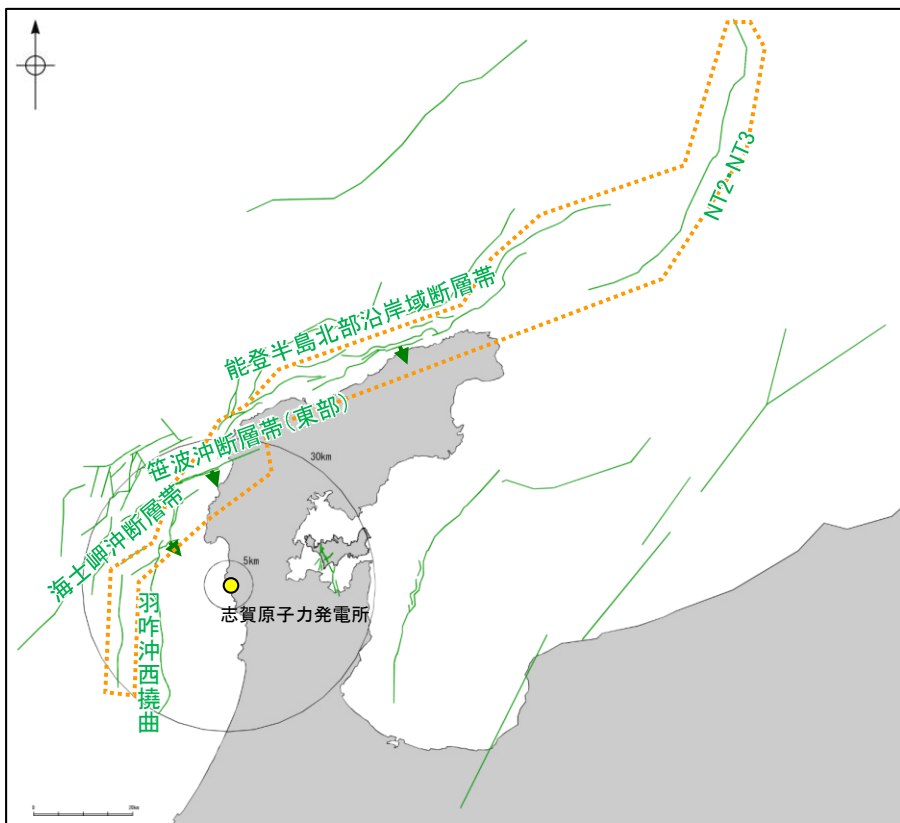 NT2・NT3
能登半島北部沿岸域断層帯
笹波沖断層帯(東部)
30km
海士岬沖断層帯
5km
志賀原子力発電所
羽咋沖西撓曲
0
20km